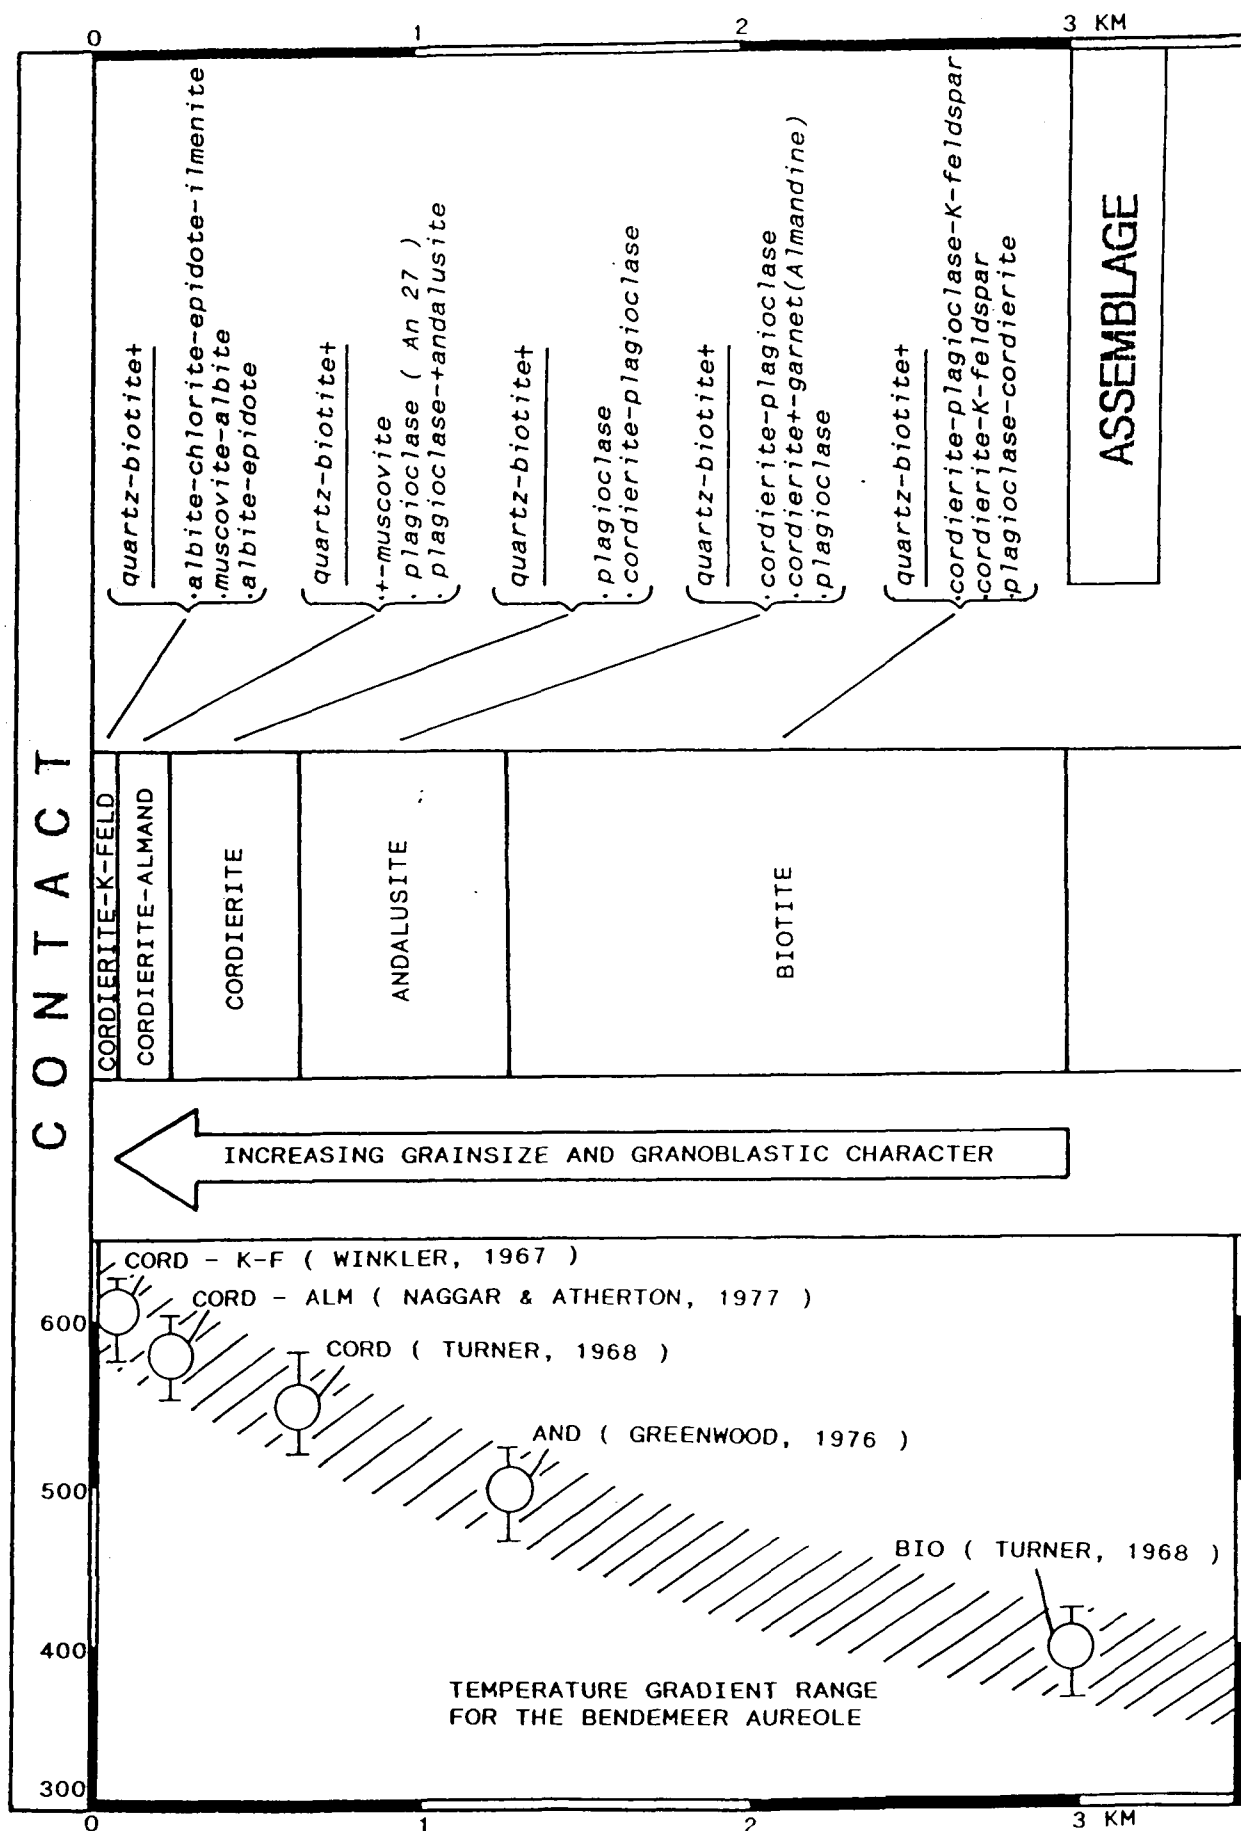 0 1 2 3 KM
quartz-biotite+
.albite-chlorite-epidote-ilmenite
.muscovite-albite
.albite-epidote
quartz-biotite+
.+-muscovite
. plagioclase ( An 27 )
. plagioclase-+andalusite
quartz-biotite+
.plagioclase
. cordierite-plagioclase
quartz-biotite+
.cordierite-plagioclase
.cordierite+-garnet(Almandine)
.plagioclase
quartz-biotite+
.cordierite-plagioclase-K-feldspar
.cordierite-K-feldspar
.plagioclase-cordierite
ASSEMBLAGE
CONTACT
CORDIERITE-K-FELD
CORDIERITE-ALMAND
CORDIERITE
ANDALUSITE
BIOTITE
INCREASING GRAINSIZE AND GRANOBLASTIC CHARACTER
CORD - K-F ( WINKLER, 1967 )
CORD - ALM ( NAGGAR & ATHERTON, 1977 )
600
CORD ( TURNER, 1968 )
AND ( GREENWOOD, 1976 )
500
BIO ( TURNER, 1968 )
400
TEMPERATURE GRADIENT RANGE
FOR THE BENDEMEER AUREOLE
300
0 1 2 3 KM